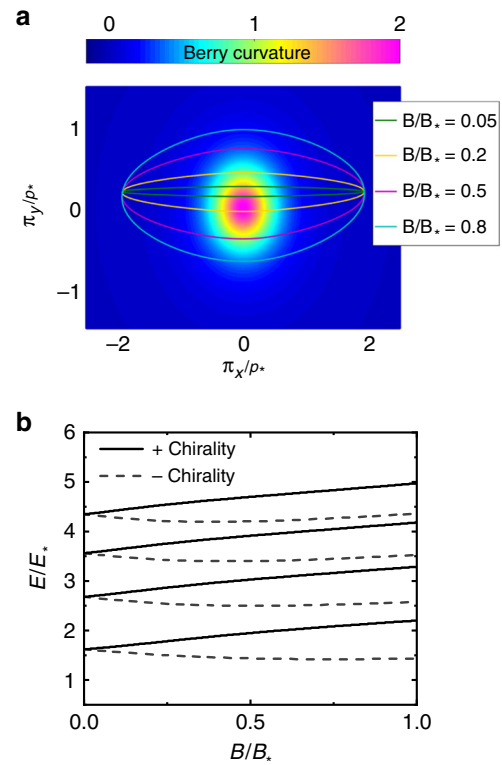 a
0 1 2
Berry curvature
B/B* = 0.05
B/B* = 0.2
B/B* = 0.5
B/B* = 0.8
πy/p*
1
0
−1
−2 0 2
πx/p*
b
+ Chirality
− Chirality
E/E*
6
5
4
3
2
1
0.0 0.5 1.0
B/B*